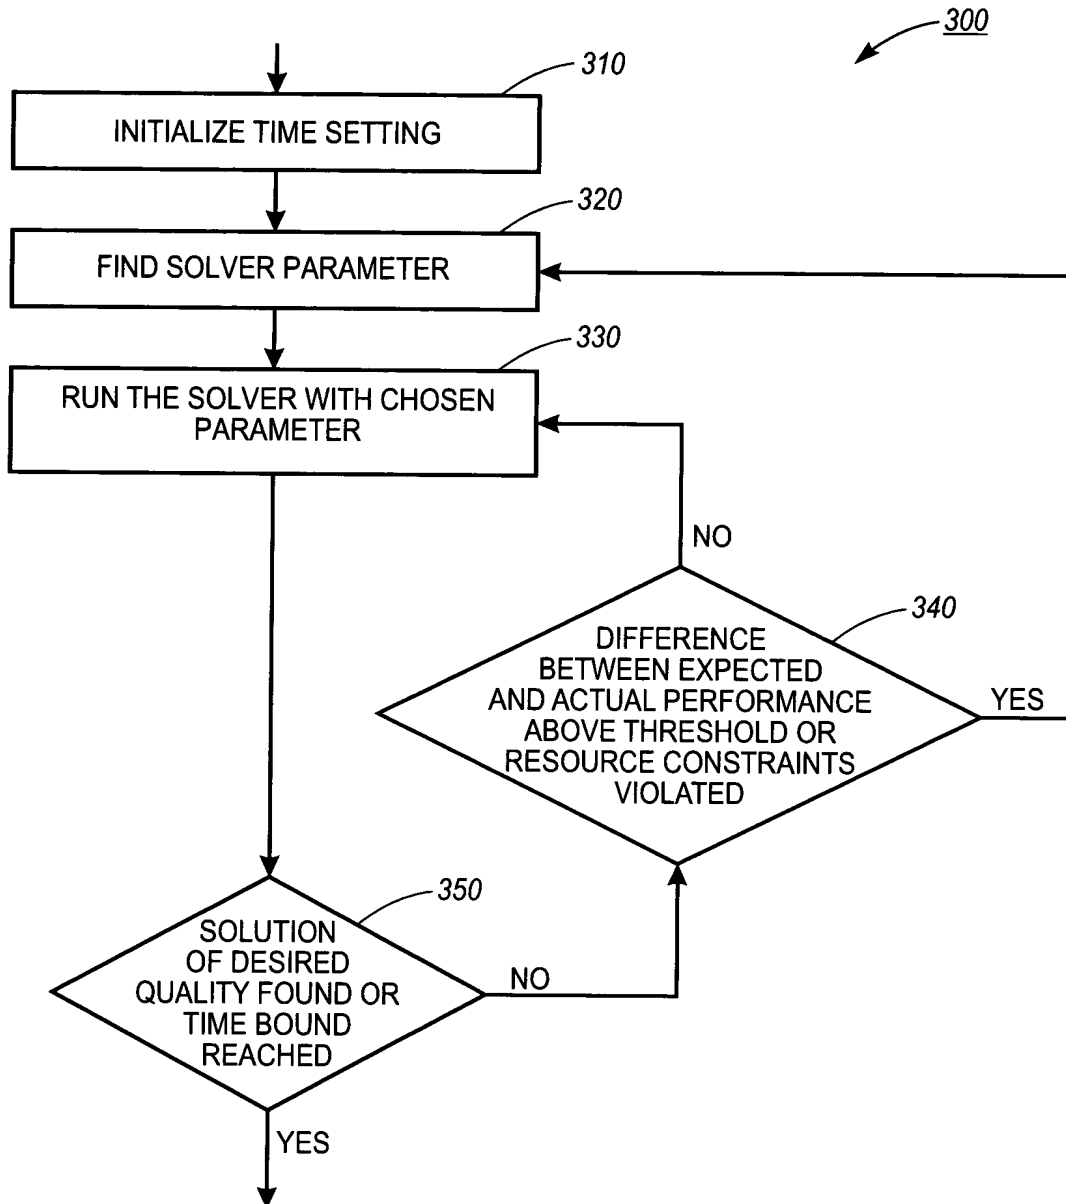 300
310
INITIALIZE TIME SETTING
320
FIND SOLVER PARAMETER
330
RUN THE SOLVER WITH CHOSEN
PARAMETER
NO
340
DIFFERENCE
BETWEEN EXPECTED
AND ACTUAL PERFORMANCE
ABOVE THRESHOLD OR
RESOURCE CONSTRAINTS
VIOLATED
YES
350
SOLUTION
OF DESIRED
QUALITY FOUND OR
TIME BOUND
REACHED
NO
YES